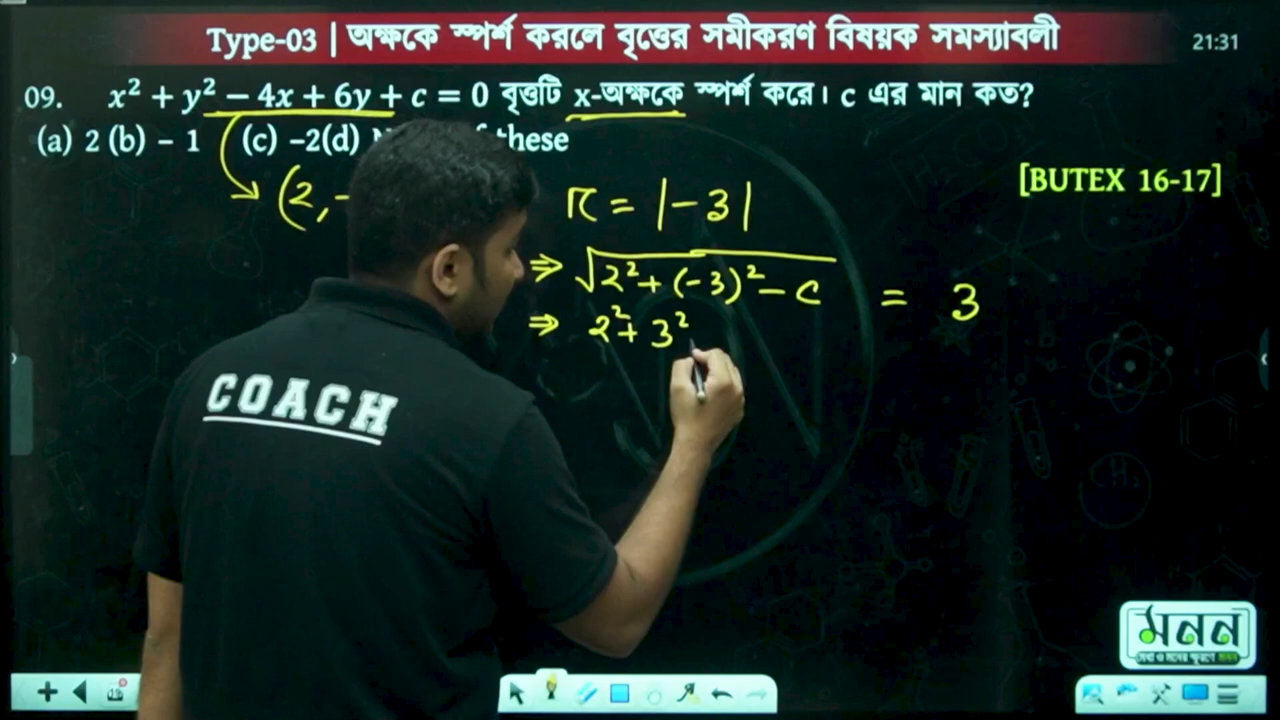 Type-03 | অক্ষকে স্পর্শ করলে বৃত্তের সমীকরণ বিষয়ক সমস্যাবলী
21:31
09. x² + y² − 4x + 6y + c = 0 বৃত্তটি x-অক্ষকে স্পর্শ করে। c এর মান কত?
(a) 2 (b) – 1 (c) –2(d) these
[BUTEX 16-17]
(2,-
r = |-3|
⇒ √2² + (-3)² - c = 3
⇒ 2² + 3²
COACH
CH₃
মনন